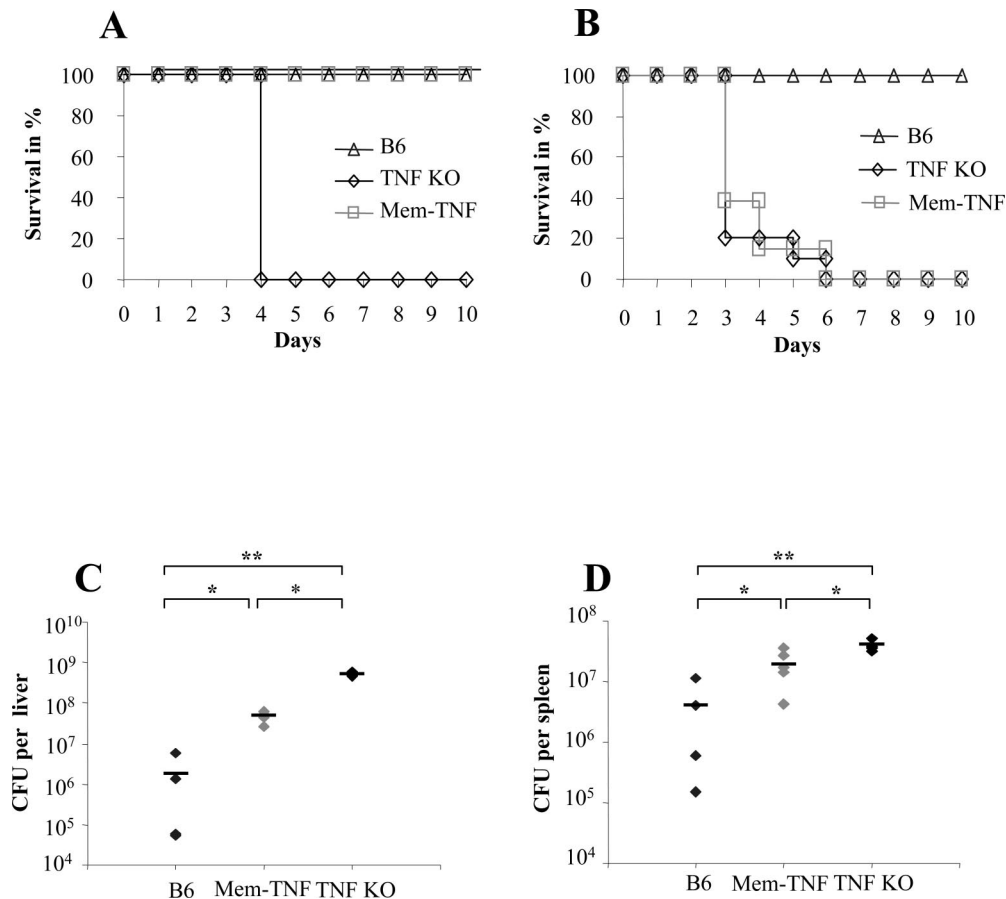 A
Survival in %
100
80
60
40
20
0
B6
TNF KO
Mem-TNF
0 1 2 3 4 5 6 7 8 9 10
Days
B
Survival in %
100
80
60
40
20
0
B6
TNF KO
Mem-TNF
0 1 2 3 4 5 6 7 8 9 10
Days
C
**
* *
CFU per liver
10^10
10^9
10^8
10^7
10^6
10^5
10^4
B6 Mem-TNF TNF KO
D
**
* *
CFU per spleen
10^8
10^7
10^6
10^5
10^4
B6 Mem-TNF TNF KO